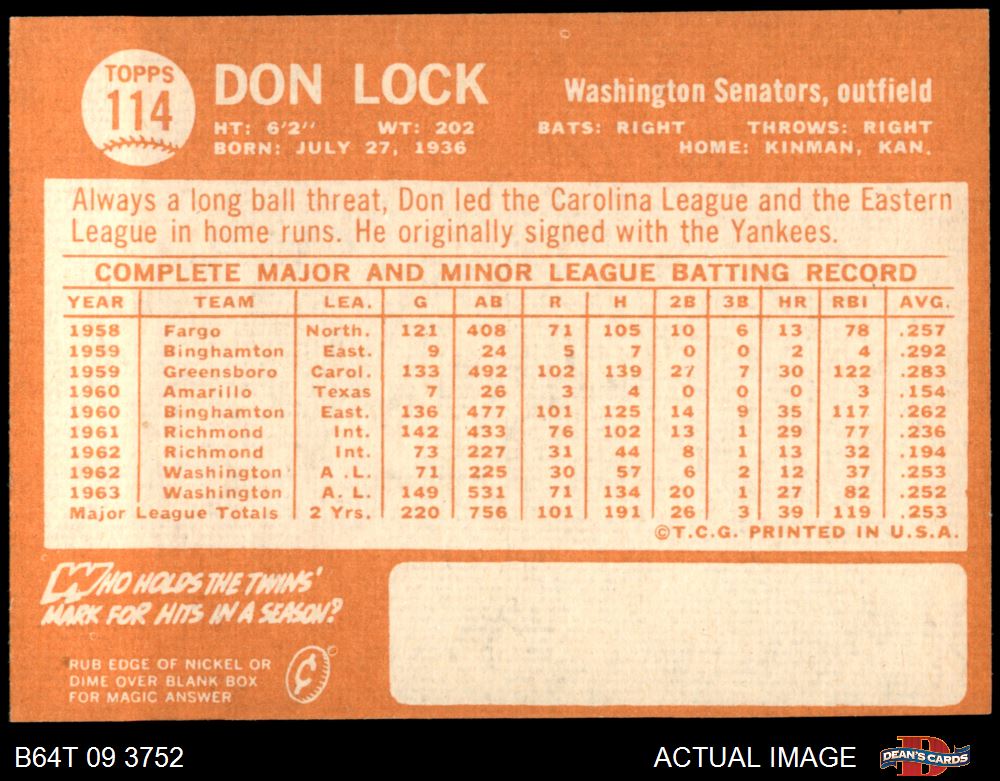 TOPPS
114
DON LOCK
Washington Senators, outfield
HT: 6'2'' WT: 202 BATS: RIGHT THROWS: RIGHT
BORN: JULY 27, 1936 HOME: KINMAN, KAN.
Always a long ball threat, Don led the Carolina League and the Eastern
League in home runs. He originally signed with the Yankees.
COMPLETE MAJOR AND MINOR LEAGUE BATTING RECORD
YEAR TEAM LEA. G AB R H 2B 3B HR RBI AVG.
1958 Fargo North. 121 408 71 105 10 6 13 78 .257
1959 Binghamton East. 9 24 5 7 0 0 2 4 .292
1959 Greensboro Carol. 133 492 102 139 27 7 30 122 .283
1960 Amarillo Texas 7 26 3 4 0 0 0 3 .154
1960 Binghamton East. 136 477 101 125 14 9 35 117 .262
1961 Richmond Int. 142 433 76 102 13 1 29 77 .236
1962 Richmond Int. 73 227 31 44 8 1 13 32 .194
1962 Washington A .L. 71 225 30 57 6 2 12 37 .253
1963 Washington A. L. 149 531 71 134 20 1 27 82 .252
Major League Totals 2 Yrs. 220 756 101 191 26 3 39 119 .253
©T.C.G. PRINTED IN U.S.A.
WHO HOLDS THE TWINS'
MARK FOR HITS IN A SEASON?
RUB EDGE OF NICKEL OR
DIME OVER BLANK BOX
FOR MAGIC ANSWER
¢
B64T 09 3752 ACTUAL IMAGE
D
DEAN'S CARDS